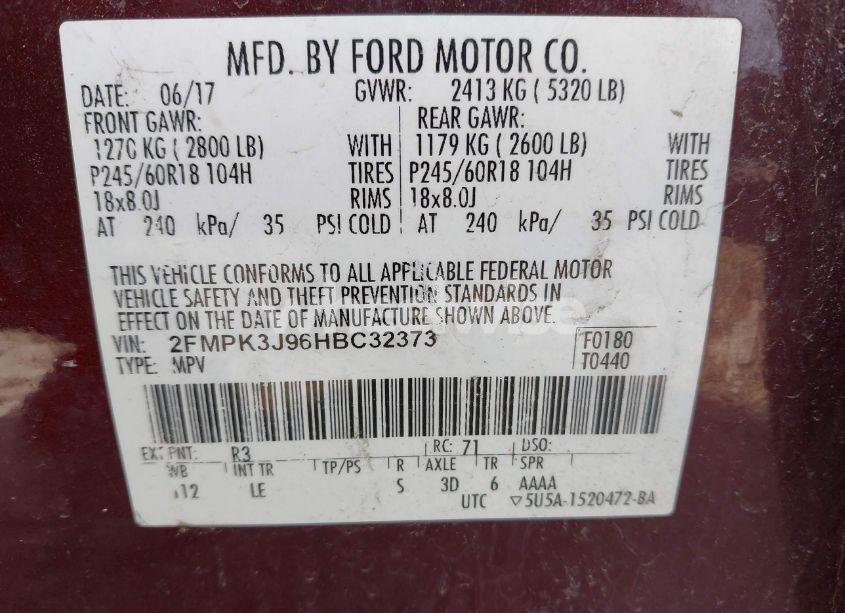 MFD. BY FORD MOTOR CO.
DATE: 06/17 GVWR: 2413 KG ( 5320 LB)
FRONT GAWR: REAR GAWR:
1270 KG ( 2800 LB) WITH 1179 KG ( 2600 LB) WITH
P245/60R18 104H TIRES P245/60R18 104H TIRES
18x8.0J RIMS 18x8.0J RIMS
AT 240 kPa/ 35 PSI COLD AT 240 kPa/ 35 PSI COLD
THIS VEHICLE CONFORMS TO ALL APPLICABLE FEDERAL MOTOR
VEHICLE SAFETY AND THEFT PREVENTION STANDARDS IN
EFFECT ON THE DATE OF MANUFACTURE SHOWN ABOVE.
VIN: 2FMPK3J96HBC32373 F0180
TYPE: MPV T0440
EXT PNT: R3 RC: 71 DSO:
WB INT TR TP/PS R AXLE TR SPR
112 LE S 3D 6 AAAA
UTC ▽5U5A-1520472-BA